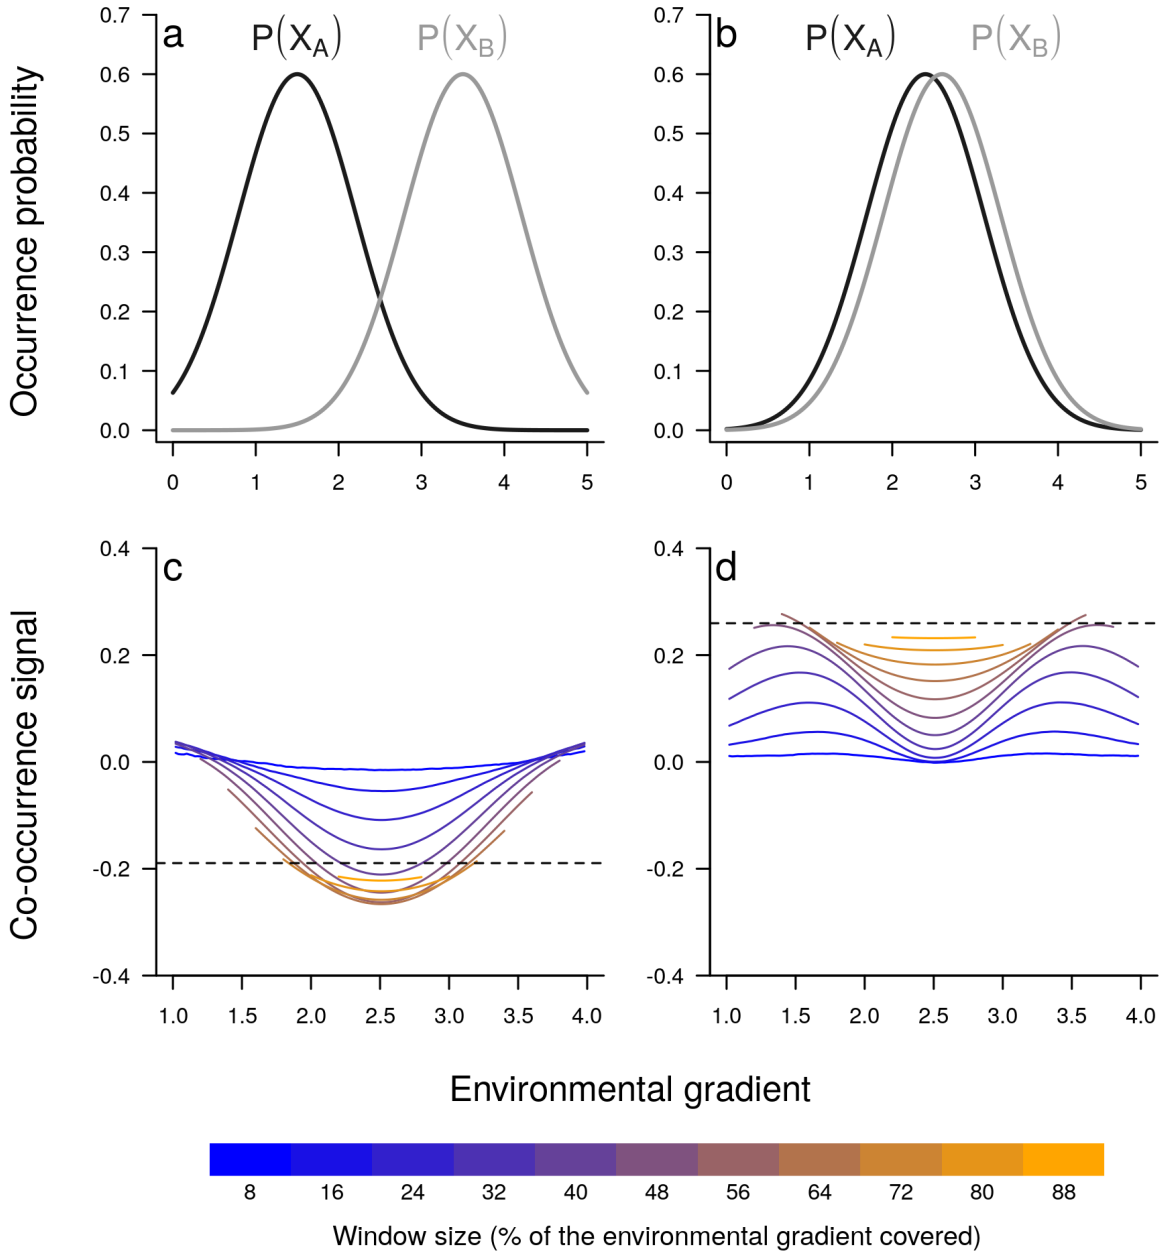 a
P(X_A)
P(X_B)
0.7
0.6
0.5
0.4
0.3
0.2
0.1
0.0
0 1 2 3 4 5
b
P(X_A)
P(X_B)
0.7
0.6
0.5
0.4
0.3
0.2
0.1
0.0
0 1 2 3 4 5
Occurrence probability
c
0.4
0.2
0.0
-0.2
-0.4
1.0 1.5 2.0 2.5 3.0 3.5 4.0
d
0.4
0.2
0.0
-0.2
-0.4
1.0 1.5 2.0 2.5 3.0 3.5 4.0
Co-occurrence signal
Environmental gradient
8 16 24 32 40 48 56 64 72 80 88
Window size (% of the environmental gradient covered)